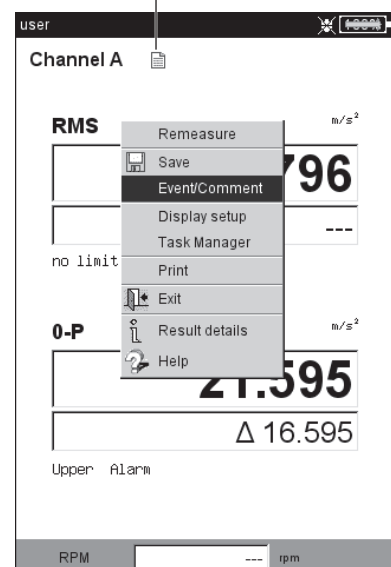 user
Channel A
RMS
m/s²
Remeasure
Save
796
Event/Comment
Display setup
---
Task Manager
no limit
Print
Exit
0-P
m/s²
Result details
Help
21.595
Δ 16.595
Upper Alarm
RPM
---
rpm